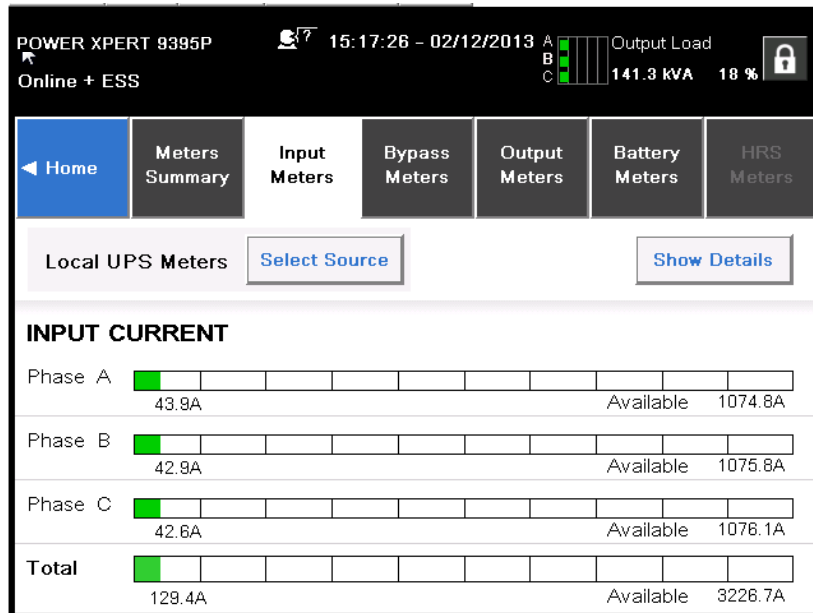 POWER XPERT 9395P
? 15:17:26 - 02/12/2013
Online + ESS
A
B
C
Output Load
141.3 kVA 18 %
Home
Meters
Summary
Input
Meters
Bypass
Meters
Output
Meters
Battery
Meters
HRS
Meters
Local UPS Meters Select Source Show Details
INPUT CURRENT
Phase A
43.9A Available 1074.8A
Phase B
42.9A Available 1075.8A
Phase C
42.6A Available 1076.1A
Total
129.4A Available 3226.7A